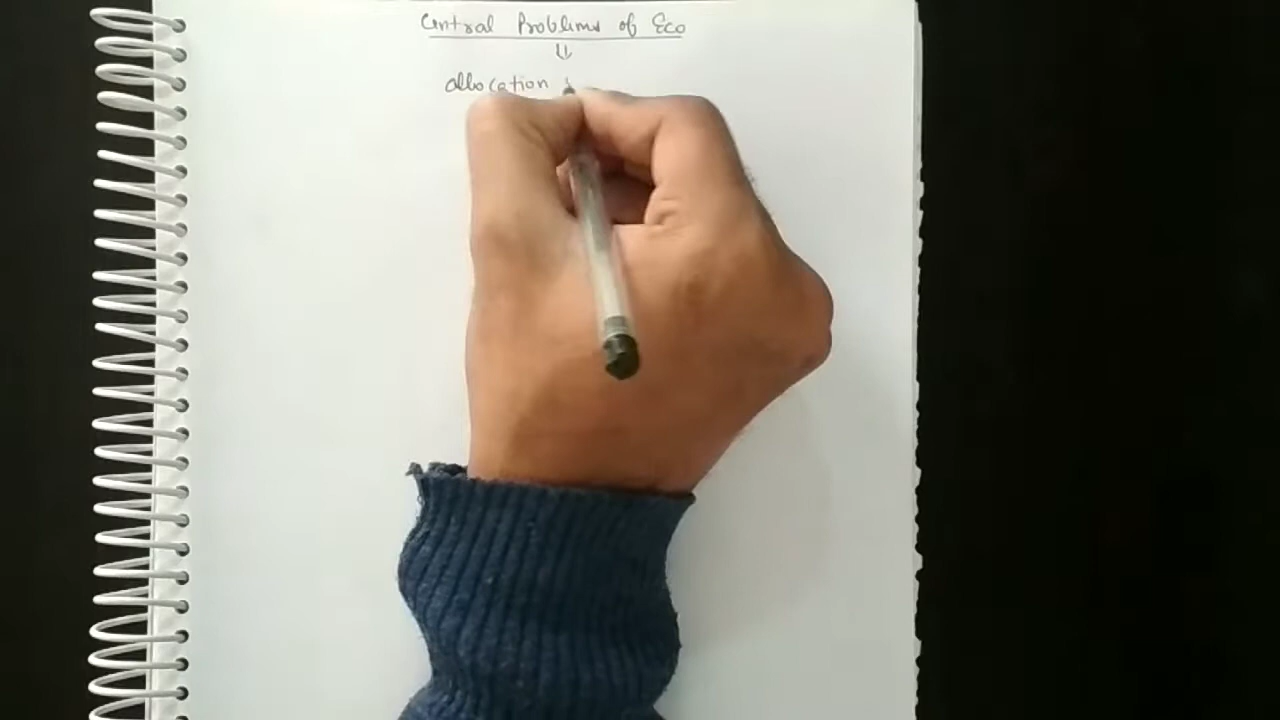 Central Problems of Eco
⇓
allocation